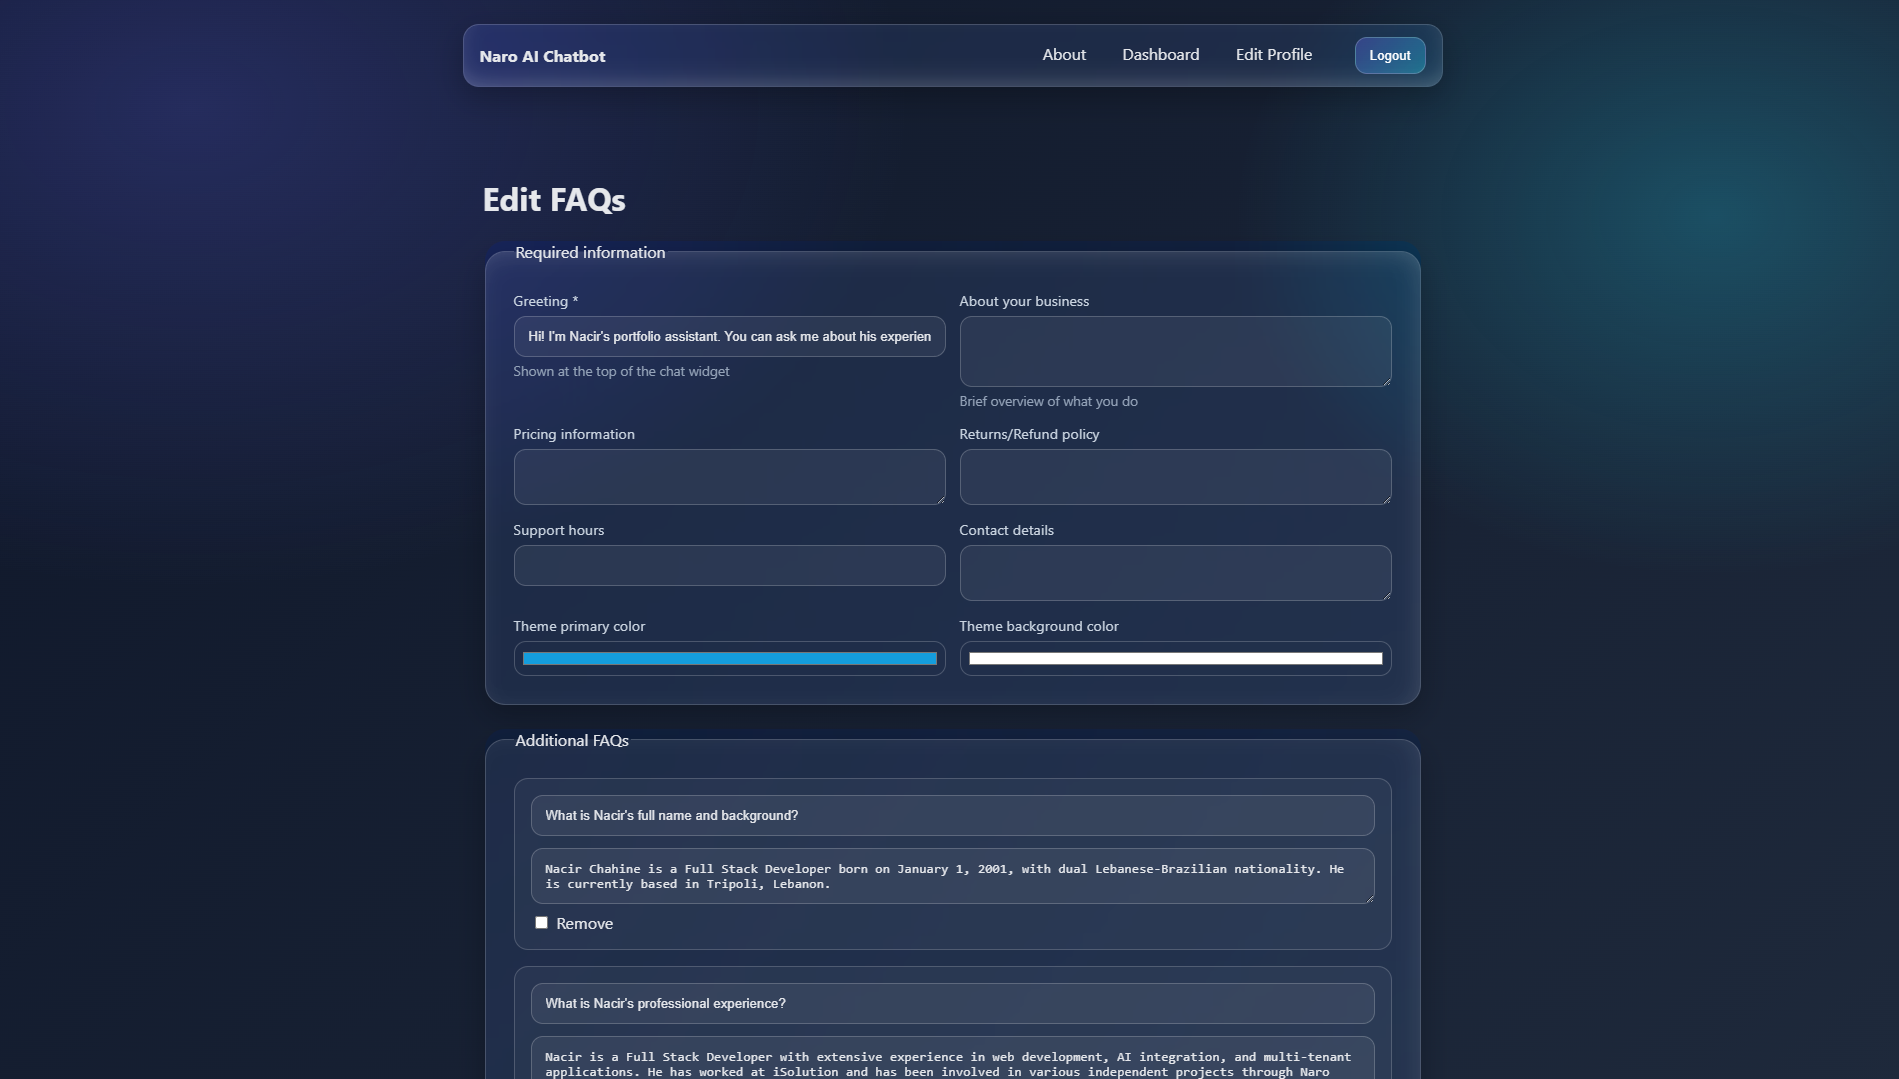 Naro AI Chatbot
About
Dashboard
Edit Profile
Logout
Edit FAQs
Required information
Greeting *
Hi! I'm Nacir's portfolio assistant. You can ask me about his experien
Shown at the top of the chat widget
About your business
Brief overview of what you do
Pricing information
Returns/Refund policy
Support hours
Contact details
Theme primary color
Theme background color
Additional FAQs
What is Nacir's full name and background?
Nacir Chahine is a Full Stack Developer born on January 1, 2001, with dual Lebanese-Brazilian nationality. He
is currently based in Tripoli, Lebanon.
Remove
What is Nacir's professional experience?
Nacir is a Full Stack Developer with extensive experience in web development, AI integration, and multi-tenant
applications. He has worked at iSolution and has been involved in various independent projects through Naro